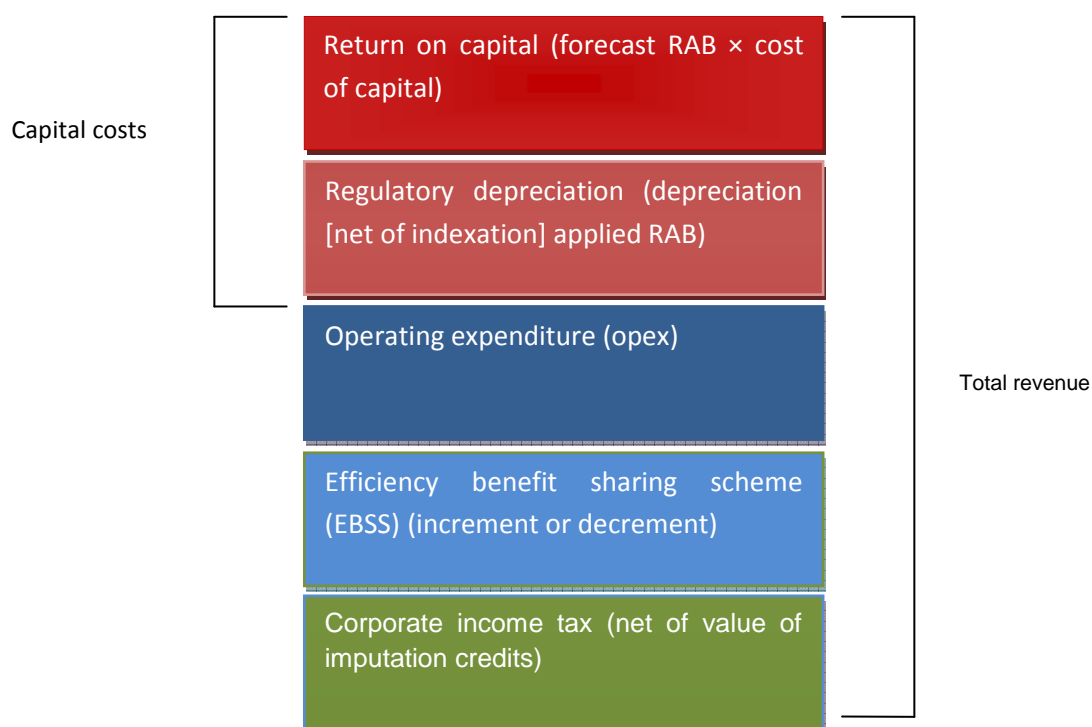 Return on capital (forecast RAB × cost
of capital)
Capital costs
Regulatory depreciation (depreciation
[net of indexation] applied RAB)
Operating expenditure (opex)
Total revenue
Efficiency benefit sharing scheme
(EBSS) (increment or decrement)
Corporate income tax (net of value of
imputation credits)